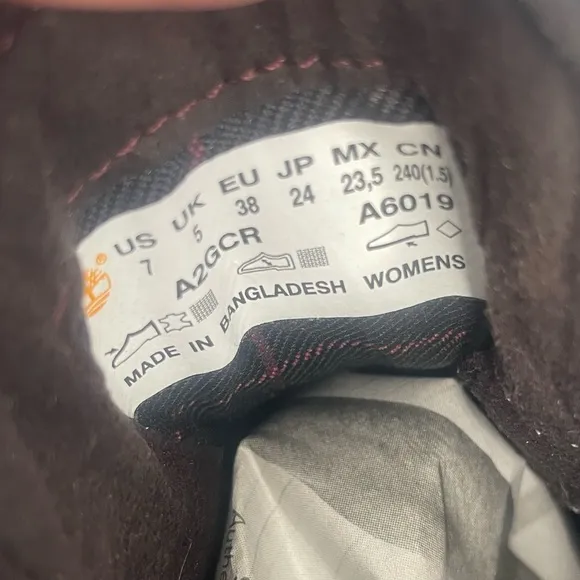 US UK EU JP MX CN
7 5 38 24 23,5 240(1.5)
A2GCR A6019
MADE IN BANGLADESH WOMENS